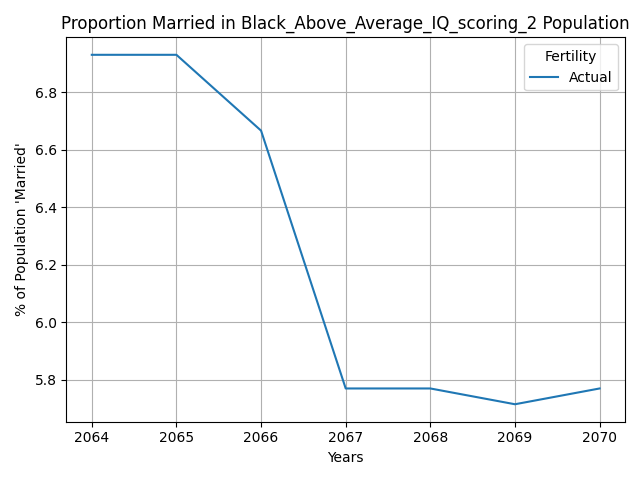 Proportion Married in Black_Above_Average_IQ_scoring_2 Population
Fertility
Actual
% of Population 'Married'
6.8
6.6
6.4
6.2
6.0
5.8
2064 2065 2066 2067 2068 2069 2070
Years